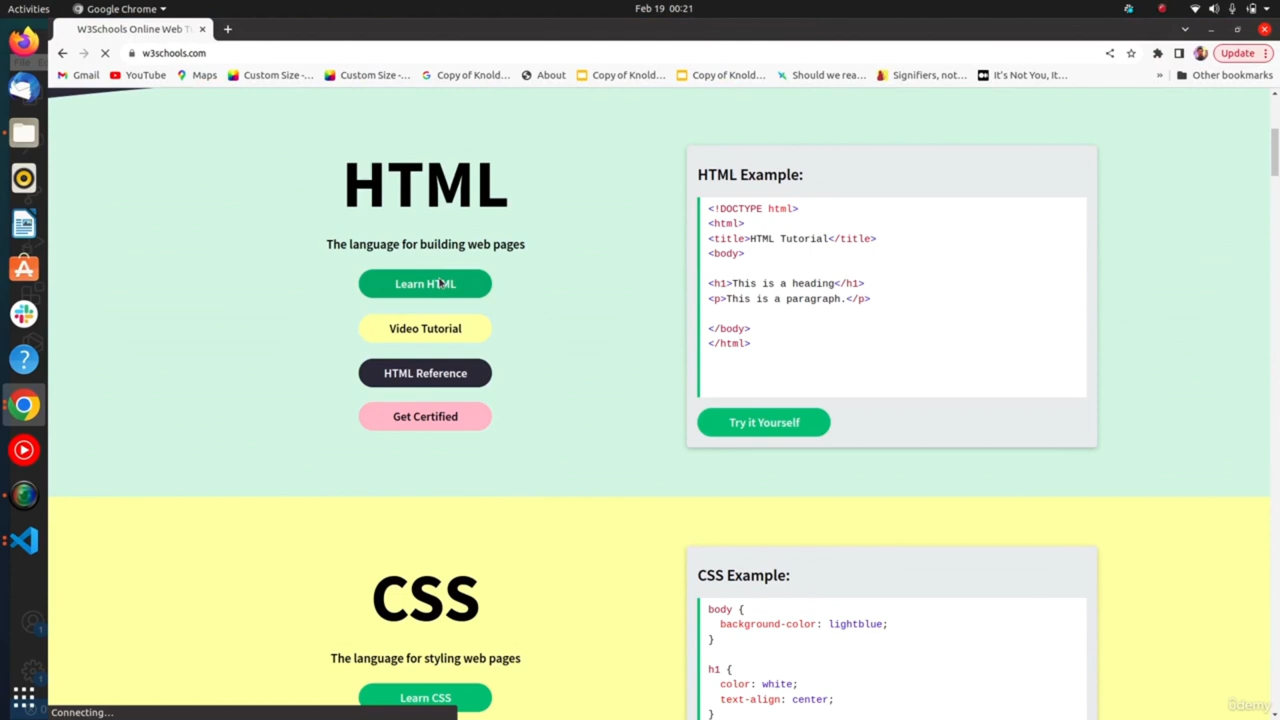 Activities Google Chrome Feb 19 00:21
W3Schools Online Web T
w3schools.com Update
Gmail YouTube Maps Custom Size -... Custom Size -... Copy of Knold... About Copy of Knold... Copy of Knold... Should we rea... Signifiers, not... It's Not You, It... » Other bookmarks
HTML
The language for building web pages
Learn HTML
Video Tutorial
HTML Reference
Get Certified
HTML Example:
<!DOCTYPE html>
<html>
<title>HTML Tutorial</title>
<body>
<h1>This is a heading</h1>
<p>This is a paragraph.</p>
</body>
</html>
Try it Yourself
CSS
The language for styling web pages
Learn CSS
CSS Example:
body {
background-color: lightblue;
}
h1 {
color: white;
text-align: center;
}
Connecting...
ûdemy